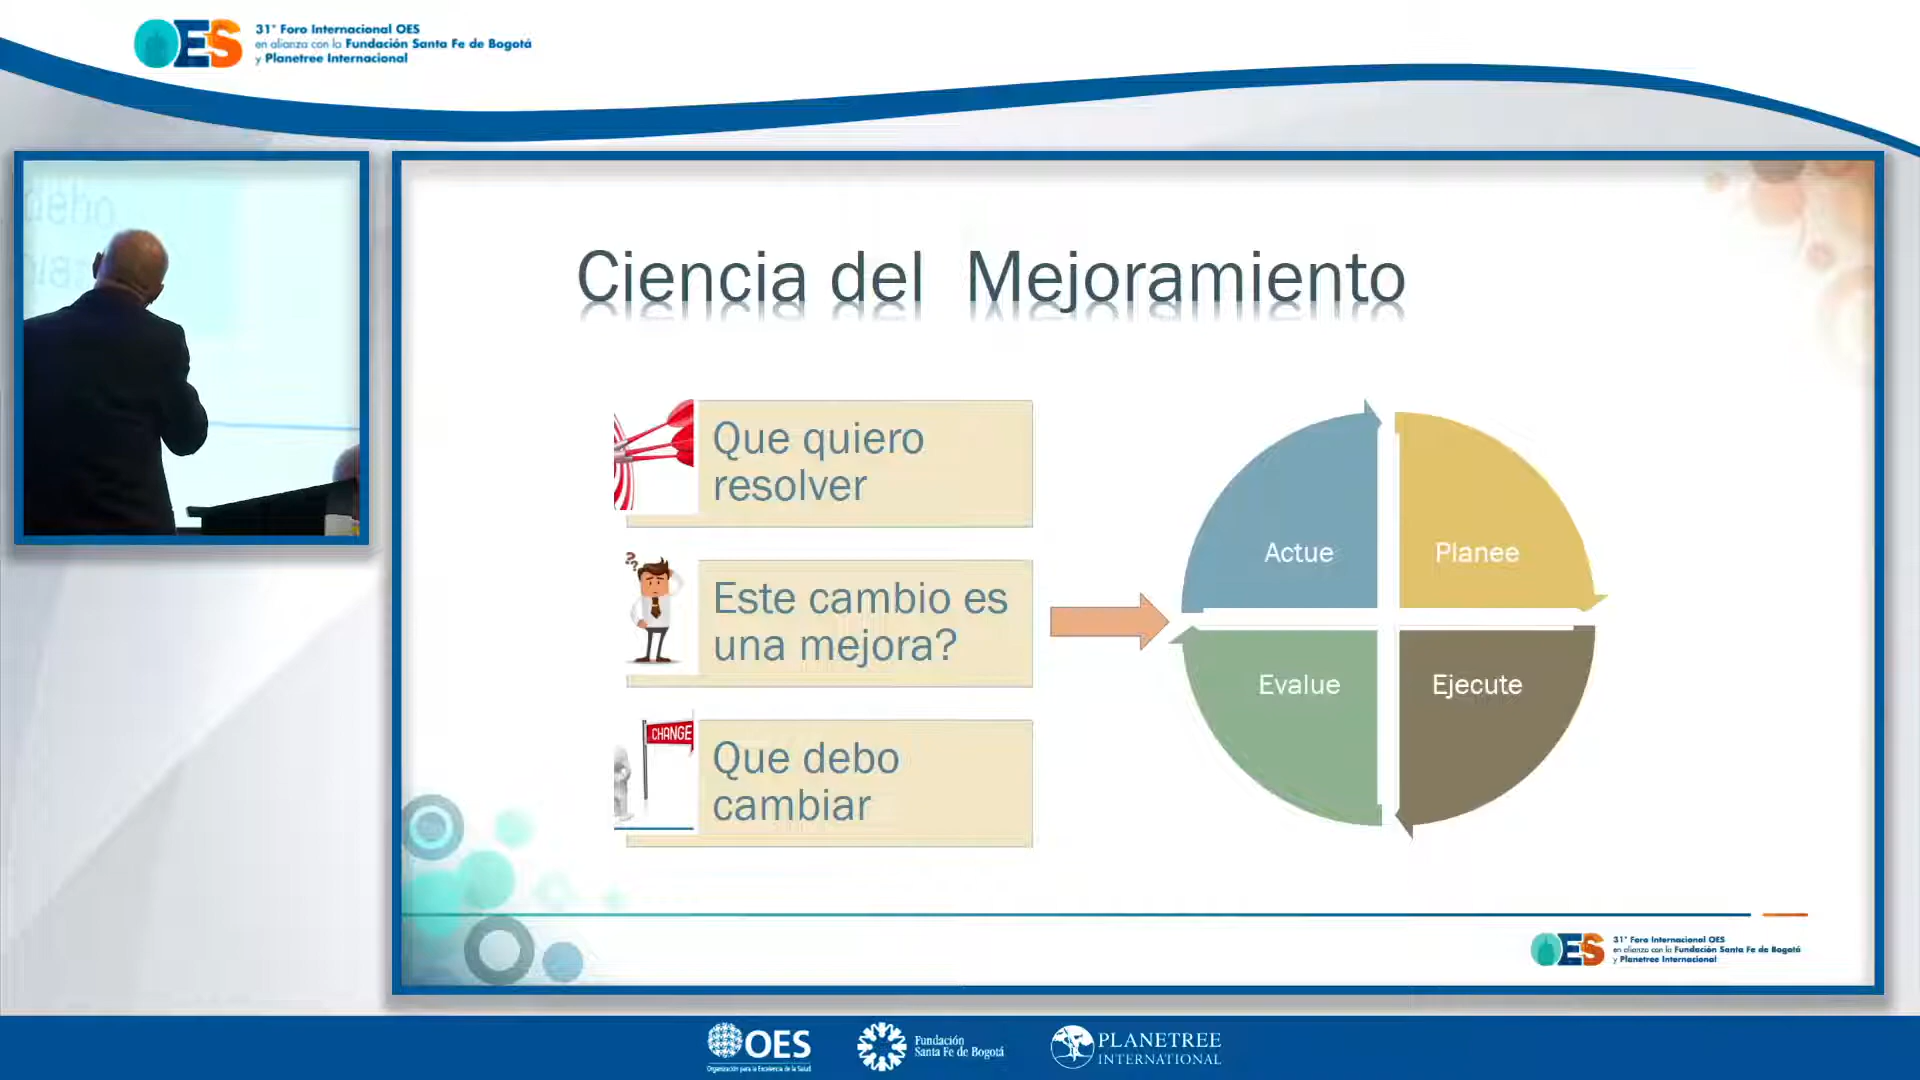 OES
31° Foro Internacional OES
en alianza con la Fundación Santa Fe de Bogotá
y Planetree Internacional
debo
Ciencia del Mejoramiento
Que quiero
resolver
Este cambio es
una mejora?
CHANGE
Que debo
cambiar
Actue
Planee
Evalue
Ejecute
OES
31° Foro Internacional OES
en alianza con la Fundación Santa Fe de Bogotá
y Planetree Internacional
OES
Organización para la Excelencia de la Salud
Fundación
Santa Fe de Bogotá
PLANETREE
INTERNATIONAL